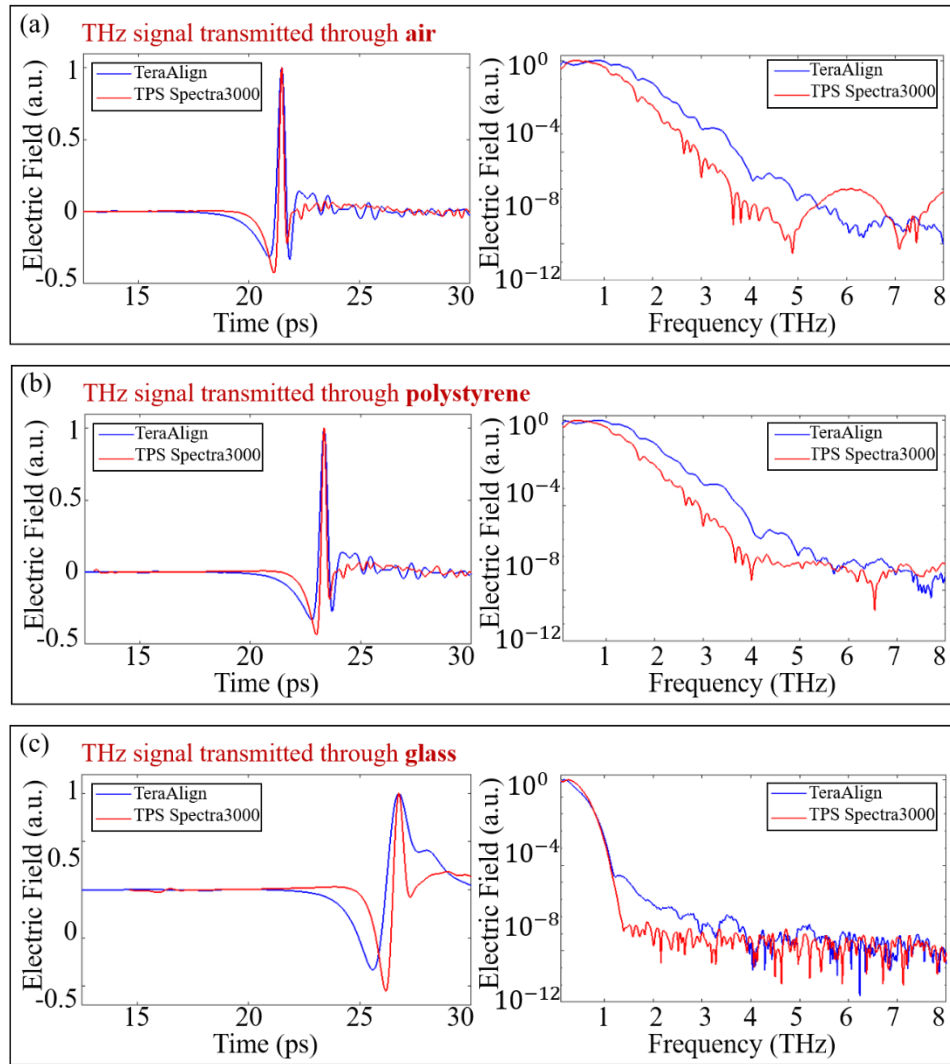 (a)
THz signal transmitted through air
TeraAlign
TPS Spectra3000
Electric Field (a.u.)
1
0.5
0
-0.5
15
20
25
30
Time (ps)
TeraAlign
TPS Spectra3000
Electric Field (a.u.)
10^0
10^-4
10^-8
10^-12
1 2 3 4 5 6 7 8
Frequency (THz)
(b)
THz signal transmitted through polystyrene
TeraAlign
TPS Spectra3000
Electric Field (a.u.)
1
0.5
0
-0.5
15
20
25
30
Time (ps)
TeraAlign
TPS Spectra3000
Electric Field (a.u.)
10^0
10^-4
10^-8
10^-12
1 2 3 4 5 6 7 8
Frequency (THz)
(c)
THz signal transmitted through glass
TeraAlign
TPS Spectra3000
Electric Field (a.u.)
1
0.5
0
-0.5
15
20
25
30
Time (ps)
TeraAlign
TPS Spectra3000
Electric Field (a.u.)
10^0
10^-4
10^-8
10^-12
1 2 3 4 5 6 7 8
Frequency (THz)